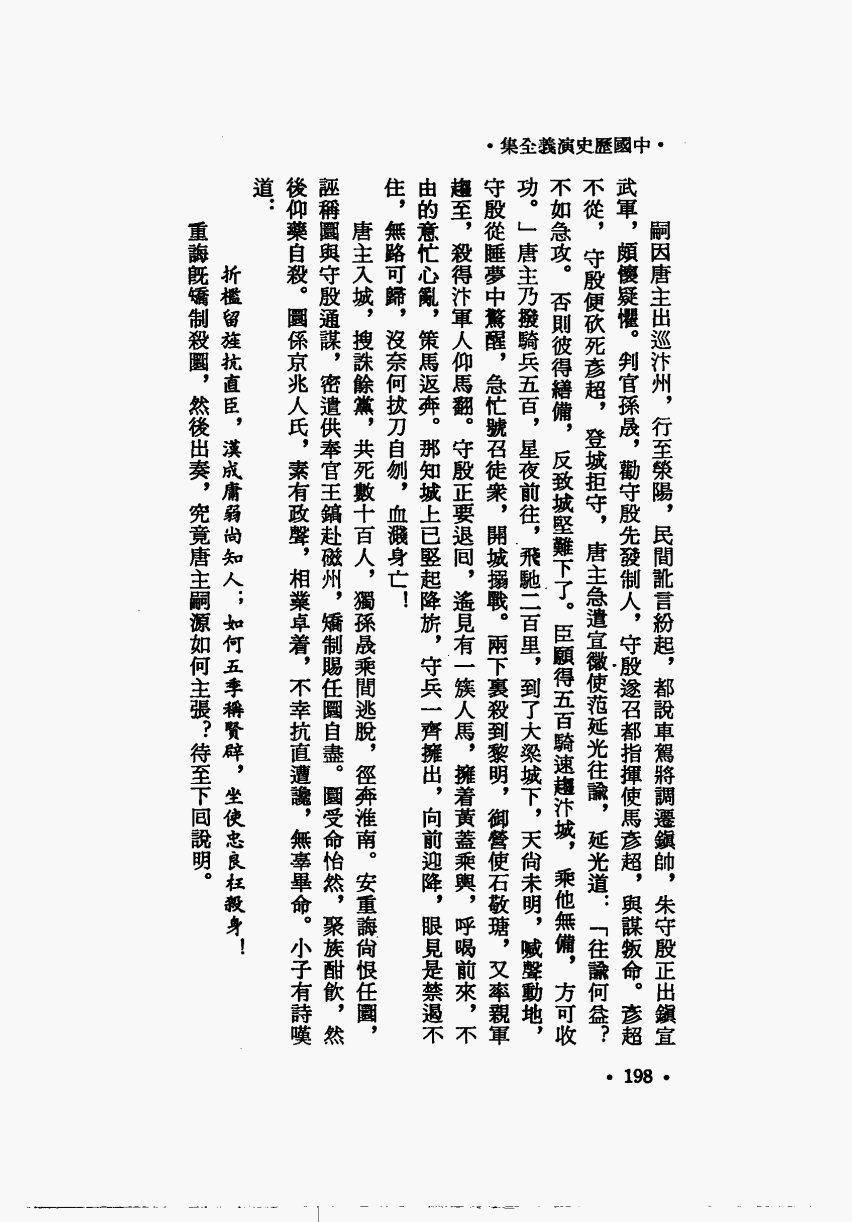 •中國歷史演義全集•
嗣因唐主出巡汴州，行至滎陽，民間訛言紛起，都說車駕將調遷鎭帥，朱守殷正出鎭宣
武軍，頗懷疑懼。判官孫晟，勸守殷先發制人，守殷遂召都指揮使馬彥超，與謀叛命。彥超
不從，守殷便砍死彥超，登城拒守，唐主急遣宣徽使范延光往諭，延光道：「往諭何益？
不如急攻。否則彼得繕備，反致城堅難下了。臣願得五百騎速趨汴城，乘他無備，方可收
功。」唐主乃撥騎兵五百，星夜前往，飛馳二百里，到了大梁城下，天尙未明，喊聲動地，
守殷從睡夢中驚醒，急忙號召徒衆，開城搦戰。兩下裏殺到黎明，御營使石敬瑭，又率親軍
趨至，殺得汴軍人仰馬翻。守殷正要退囘，遙見有一簇人馬，擁着黃蓋乘輿，呼喝前來，不
由的意忙心亂，策馬返奔。那知城上已竪起降旂，守兵一齊擁出，向前迎降，眼見是禁遏不
住，無路可歸，沒奈何拔刀自刎，血濺身亡！
唐主入城，搜誅餘黨，共死數十百人，獨孫晟乘間逃脫，徑奔淮南。安重誨尙恨任圜，
誣稱圜與守殷通謀，密遣供奉官王鎬赴磁州，矯制賜任圜自盡。圜受命怡然，聚族酣飮，然
後仰藥自殺。圜係京兆人氏，素有政聲，相業卓着，不幸抗直遭讒，無辜畢命。小子有詩嘆
道：
折檻留旌抗直臣，漢成庸弱尙知人；如何五季稱賢辟，坐使忠良枉殺身！
重誨旣矯制殺圜，然後出奏，究竟唐主嗣源如何主張？待至下囘說明。
• 198 •